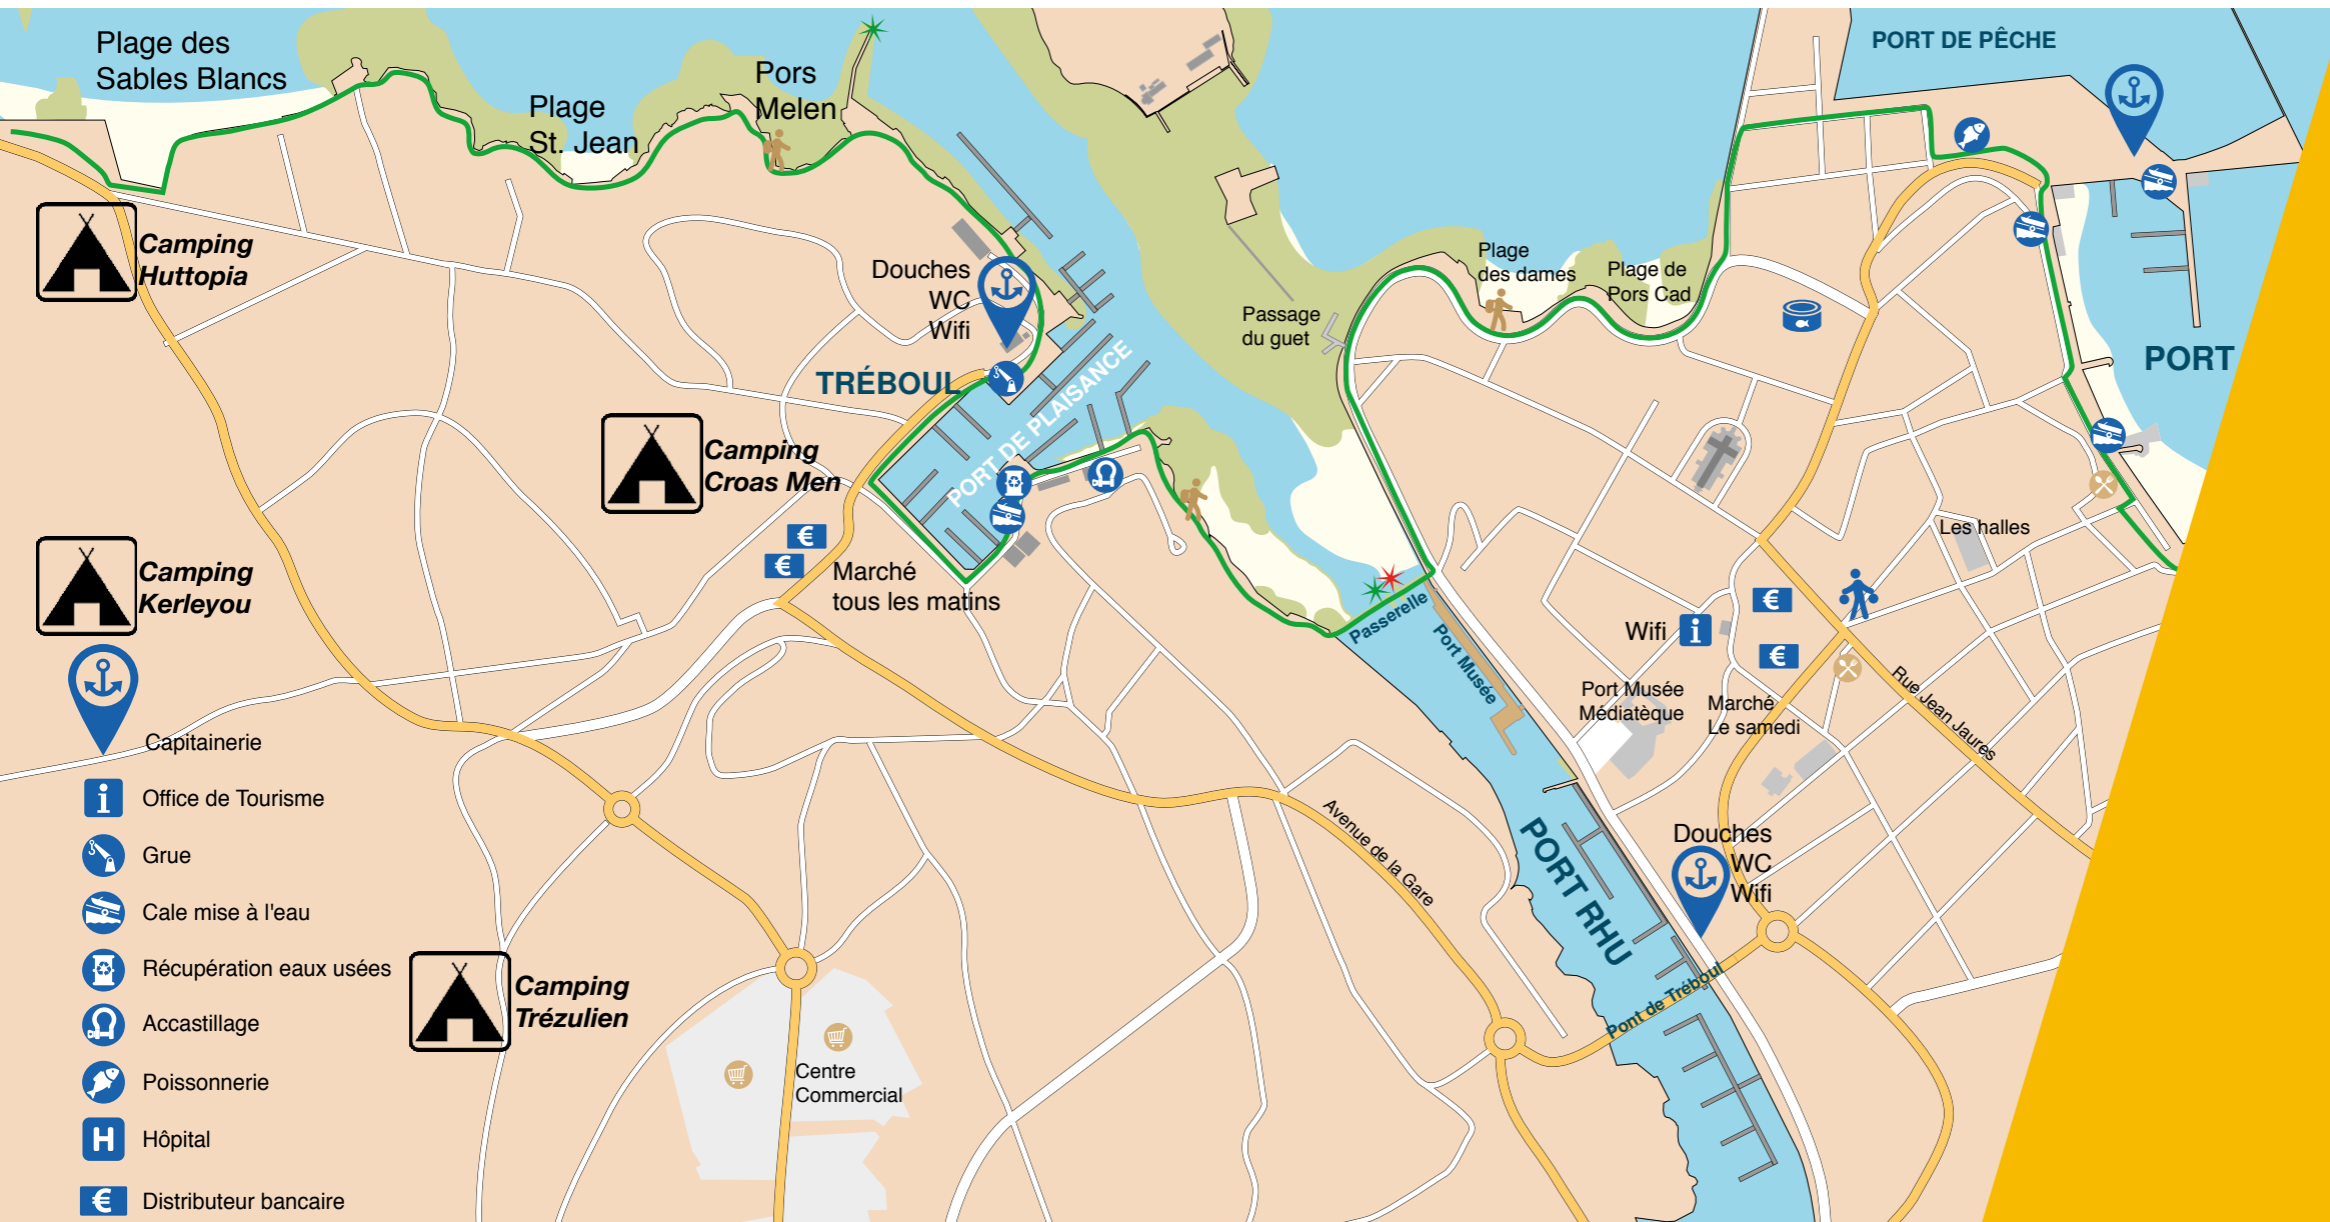 Plage des
Sables Blancs
Plage
St. Jean
Pors
Melen
PORT DE PÊCHE
Camping
Huttopia
Douches
WC
Wifi
TRÉBOUL
PORT DE PLAISANCE
Passage
du guet
Plage
des dames
Plage de
Pors Cad
PORT
Camping
Croas Men
Camping
Kerleyou
€
€
Marché
tous les matins
Les halles
Passerelle
Port Musée
Wifi
i
€
€
Port Musée
Médiatèque
Marché
Le samedi
Rue Jean Jaures
Avenue de la Gare
PORT RHU
Douches
WC
Wifi
Pont de Tréboul
Camping
Trézulien
Centre
Commercial
Capitainerie
i Office de Tourisme
Grue
Cale mise à l'eau
Récupération eaux usées
Accastillage
Poissonnerie
H Hôpital
€ Distributeur bancaire